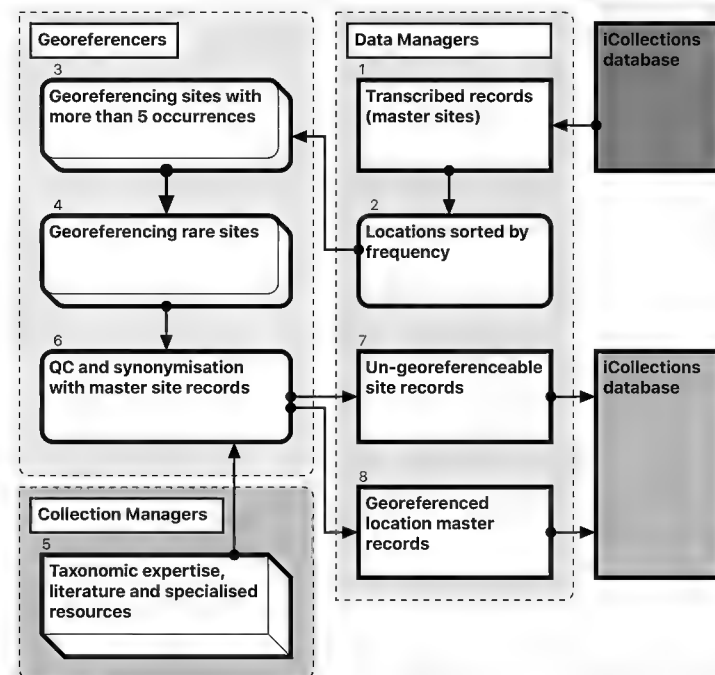 Georeferencers
3
Georeferencing sites with
more than 5 occurrences
4
Georeferencing rare sites
6
QC and synonymisation
with master site records
Collection Managers
5
Taxonomic expertise,
literature and specialised
resources
Data Managers
1
Transcribed records
(master sites)
2
Locations sorted by
frequency
7
Un-georeferenceable
site records
8
Georeferenced
location master
records
iCollections
database
iCollections
database